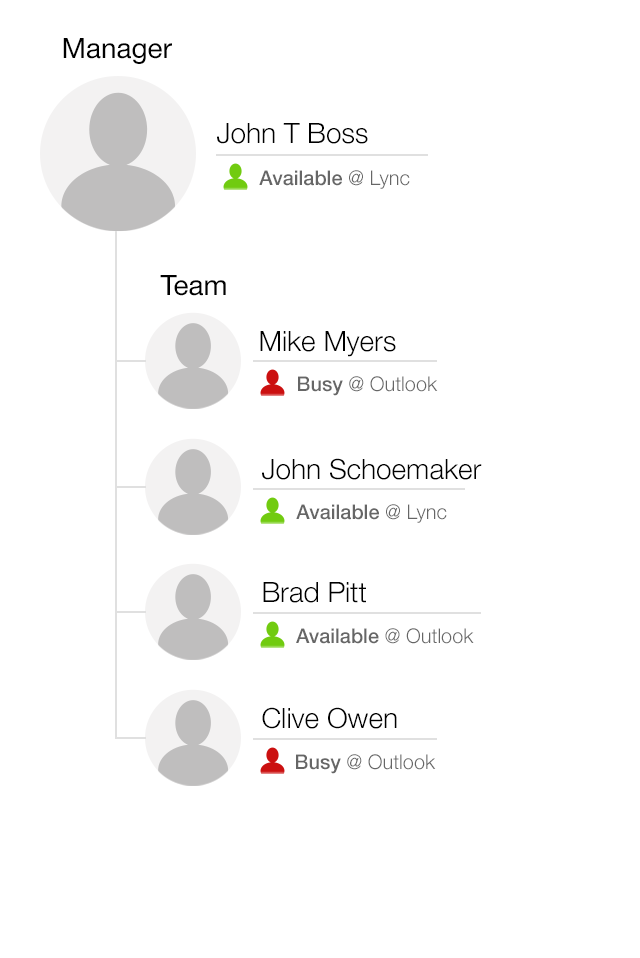 Manager
John T Boss
Available @ Lync
Team
Mike Myers
Busy @ Outlook
John Schoemaker
Available @ Lync
Brad Pitt
Available @ Outlook
Clive Owen
Busy @ Outlook